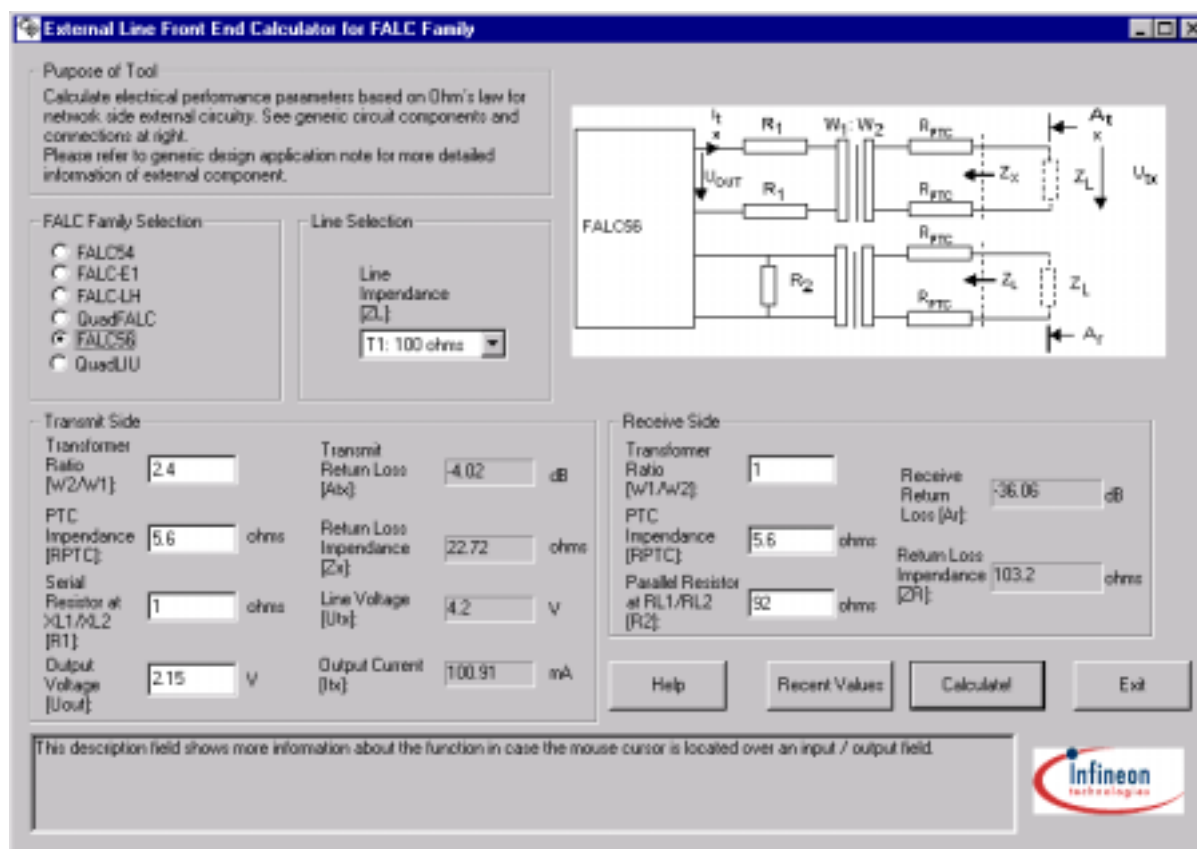 External Line Front End Calculator for FALC Family
Purpose of Tool
Calculate electrical performance parameters based on Ohm's law for
network side external circuitry. See generic circuit components and
connections at right.
Please refer to generic design application note for more detailed
information of external component.
FALC Family Selection
FALC54
FALC-E1
FALC-LH
QuadFALC
FALC56
QuadLIU
Line Selection
Line
Impendance
[ZL]:
T1: 100 ohms
FALC56
I t
x
R1
W1 : W2
RPTC
At
x
UOUT
ZX
ZL
Utx
R1
RPTC
RPTC
R2
ZL
ZL
RPTC
Ar
Transmit Side
Transformer
Ratio
[W2/W1]:
2.4
PTC
Impendance
[RPTC]:
5.6
ohms
Serial
Resistor at
XL1/XL2
[R1]:
1
ohms
Output
Voltage
[Uout]:
2.15
V
Transmit
Return Loss
[Atx]:
-4.02
dB
Return Loss
Impendance
[Zx]:
22.72
ohms
Line Voltage
[Utx]:
4.2
V
Output Current
[Itx]:
100.91
mA
Receive Side
Transformer
Ratio
[W1/W2]:
1
PTC
Impendance
[RPTC]:
5.6
ohms
Parallel Resistor
at RL1/RL2
[R2]:
92
ohms
Receive
Return
Loss [Ar]:
-36.06
dB
Return Loss
Impendance
[ZR]:
103.2
ohms
Help
Recent Values
Calculate!
Exit
This description field shows more information about the function in case the mouse cursor is located over an input / output field.
Infineon
technologies